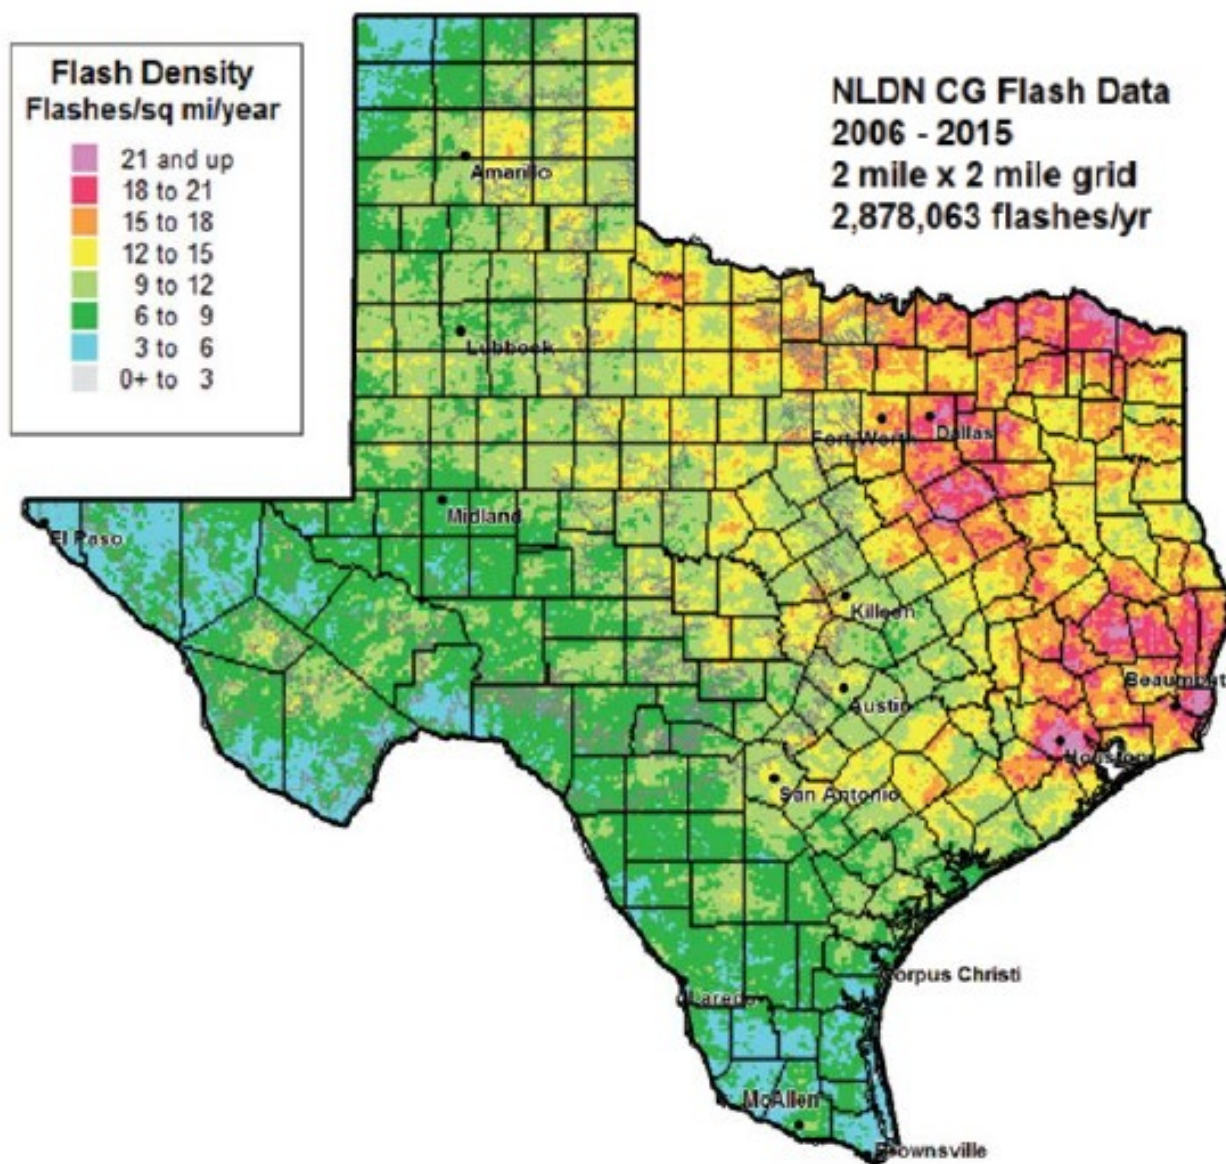 Flash Density
Flashes/sq mi/year
21 and up
18 to 21
15 to 18
12 to 15
9 to 12
6 to 9
3 to 6
0+ to 3
NLDN CG Flash Data
2006 - 2015
2 mile x 2 mile grid
2,878,063 flashes/yr
Amarillo
Lubbock
Fort Worth
Dallas
Midland
El Paso
Killeen
Beaumont
Austin
Houston
San Antonio
Corpus Christi
Laredo
McAllen
Brownsville